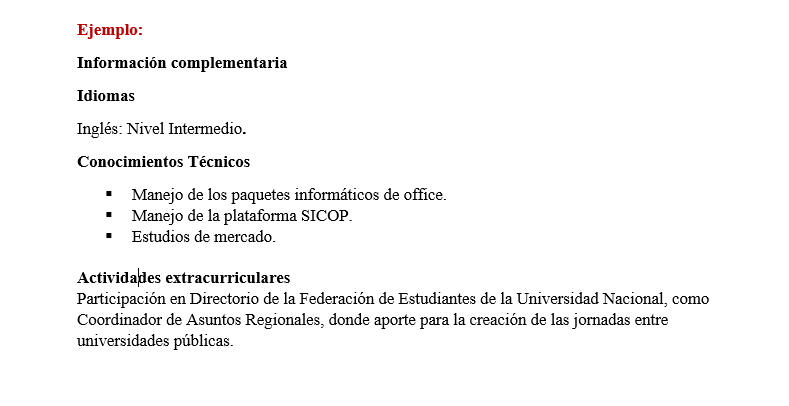 Ejemplo:
Información complementaria
Idiomas
Inglés: Nivel Intermedio.
Conocimientos Técnicos
▪ Manejo de los paquetes informáticos de office.
▪ Manejo de la plataforma SICOP.
▪ Estudios de mercado.
Actividades extracurriculares
Participación en Directorio de la Federación de Estudiantes de la Universidad Nacional, como
Coordinador de Asuntos Regionales, donde aporte para la creación de las jornadas entre
universidades públicas.